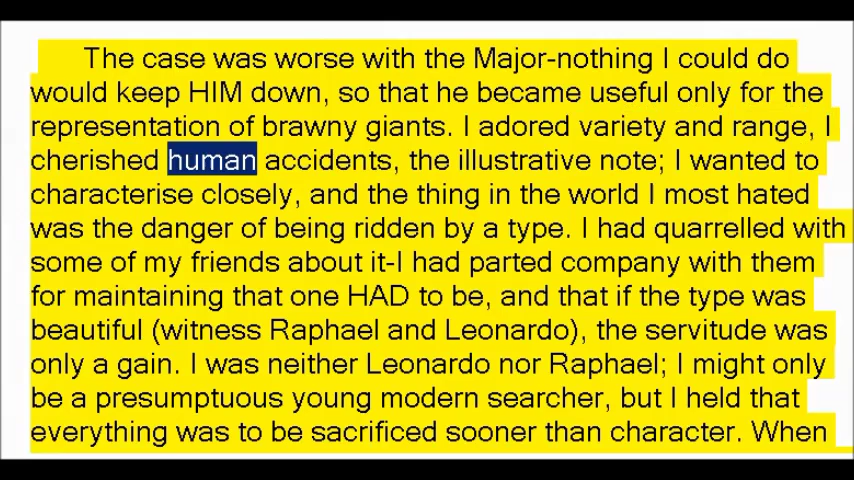 The case was worse with the Major-nothing I could do
would keep HIM down, so that he became useful only for the
representation of brawny giants. I adored variety and range, I
cherished human accidents, the illustrative note; I wanted to
characterise closely, and the thing in the world I most hated
was the danger of being ridden by a type. I had quarrelled with
some of my friends about it-I had parted company with them
for maintaining that one HAD to be, and that if the type was
beautiful (witness Raphael and Leonardo), the servitude was
only a gain. I was neither Leonardo nor Raphael; I might only
be a presumptuous young modern searcher, but I held that
everything was to be sacrificed sooner than character. When